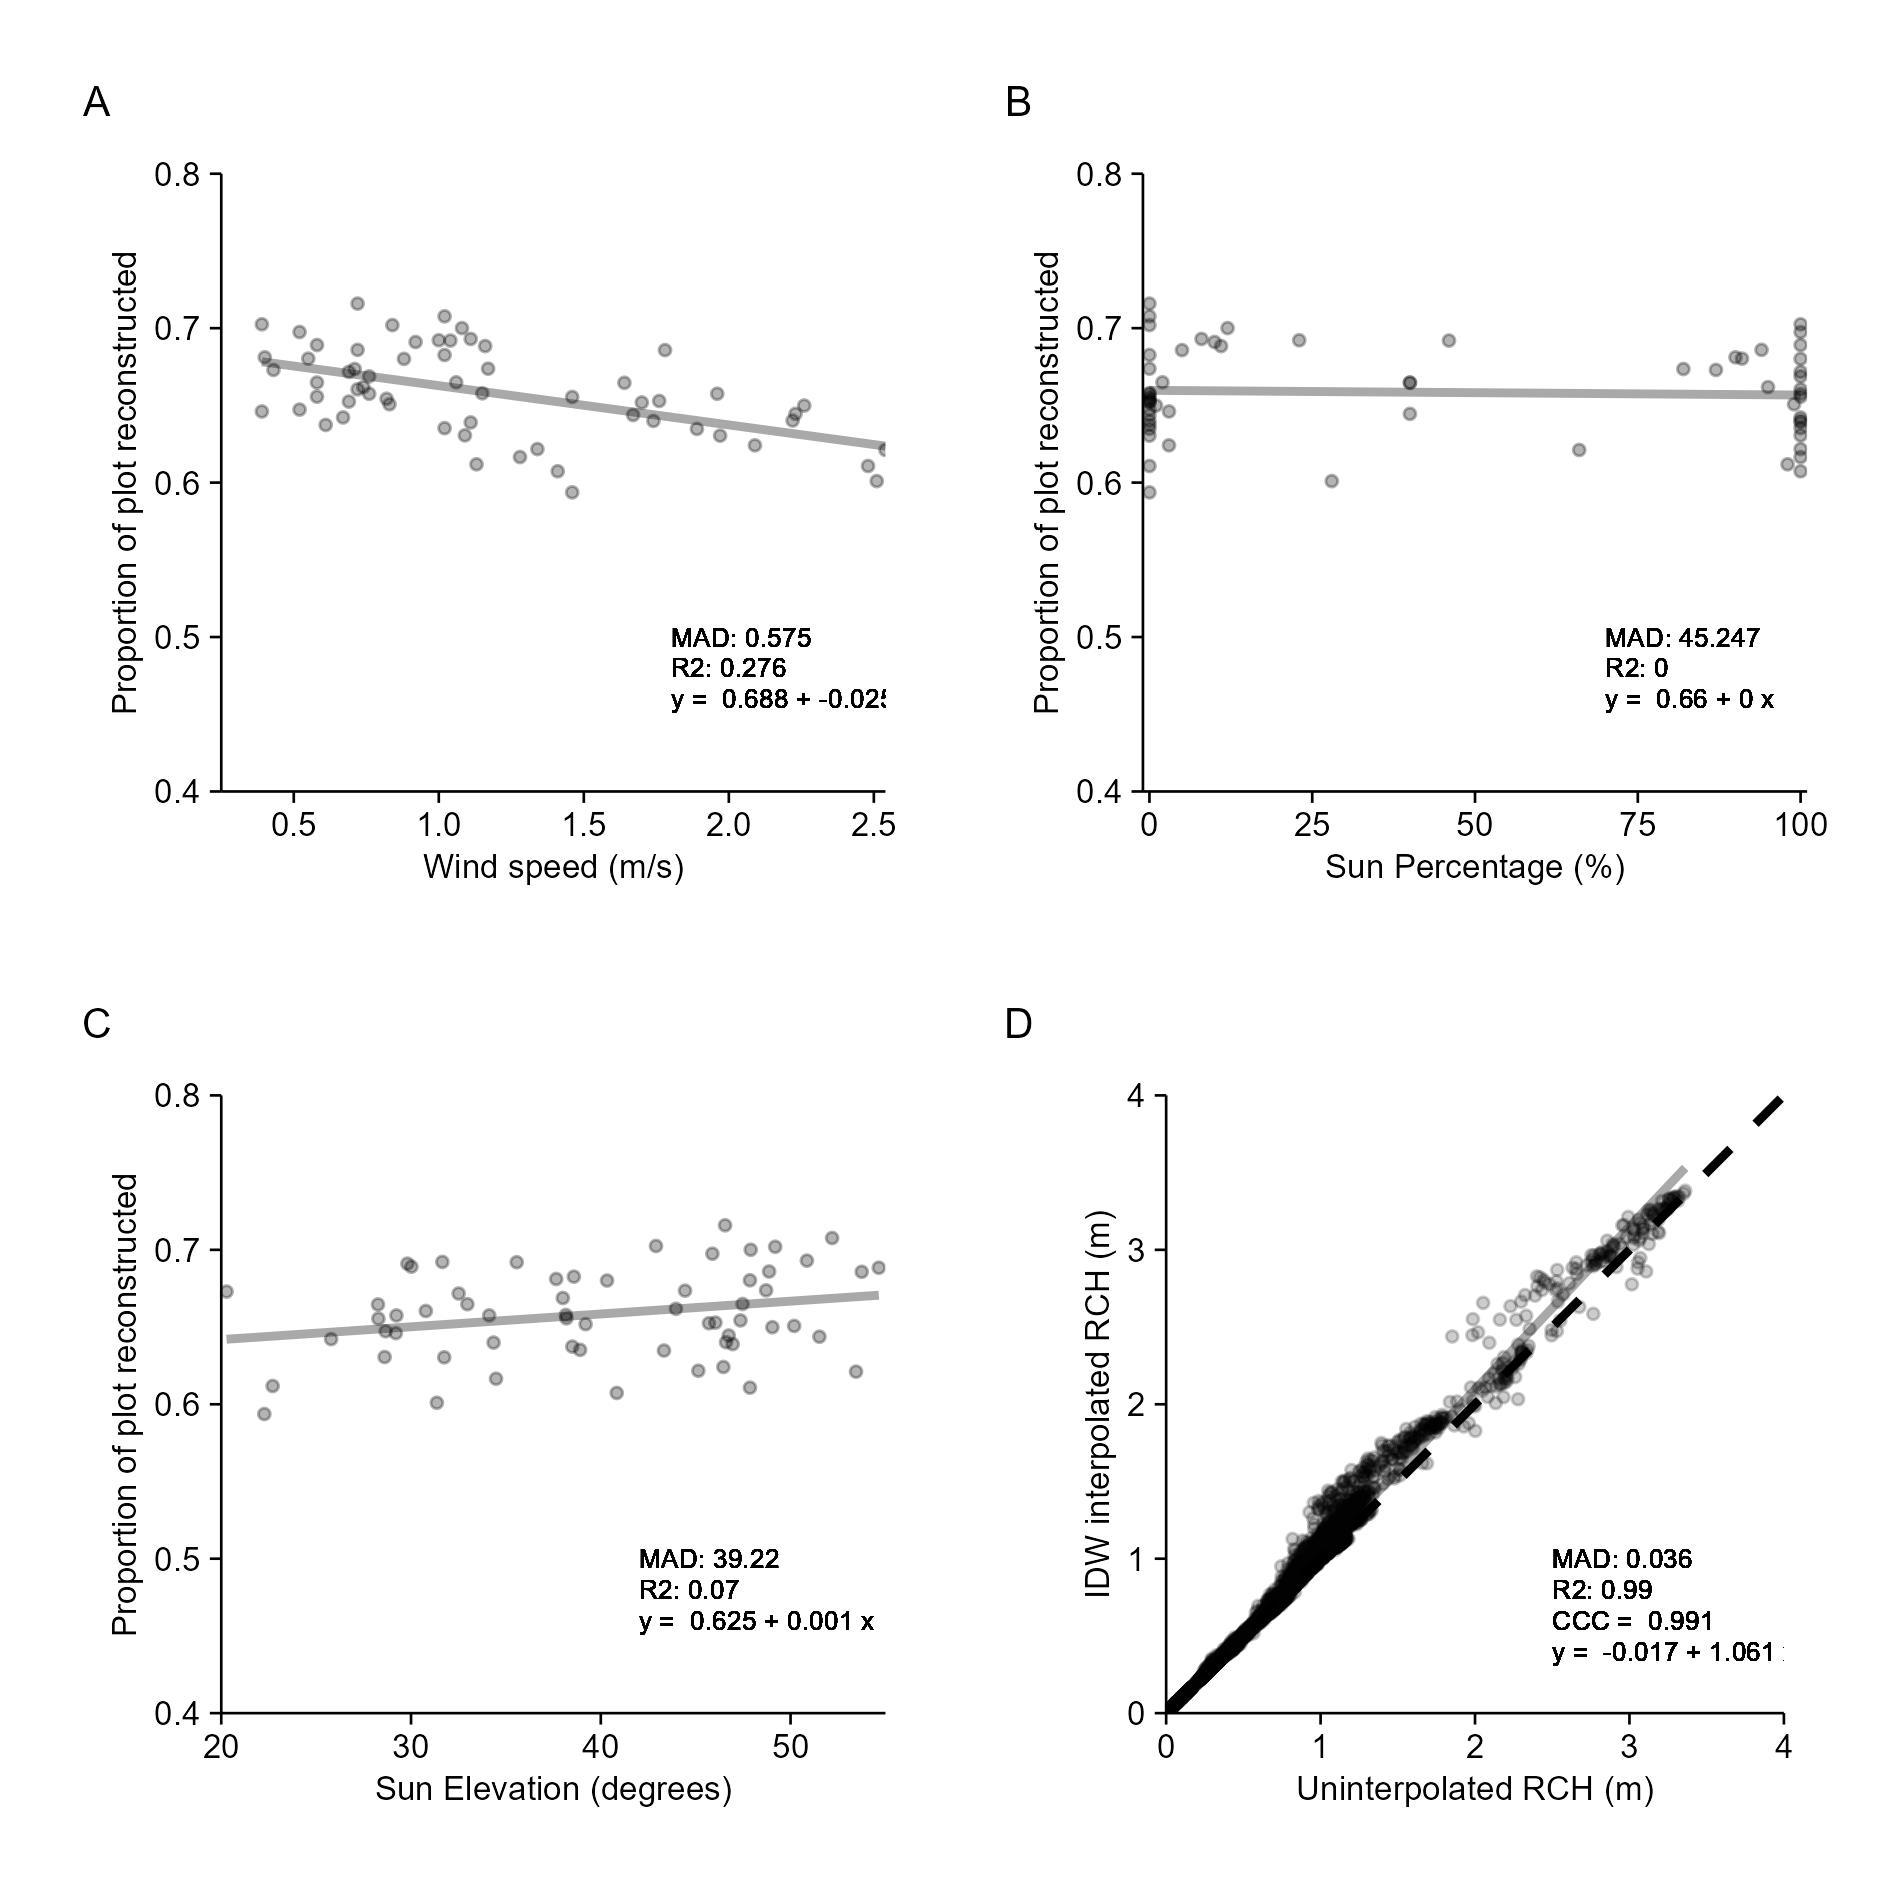 A
Proportion of plot reconstructed
0.8
0.7
0.6
0.5
0.4
MAD: 0.575
R2: 0.276
y =  0.688 + -0.025
0.5 1.0 1.5 2.0 2.5
Wind speed (m/s)
B
Proportion of plot reconstructed
0.8
0.7
0.6
0.5
0.4
MAD: 45.247
R2: 0
y =  0.66 + 0 x
0 25 50 75 100
Sun Percentage (%)
C
Proportion of plot reconstructed
0.8
0.7
0.6
0.5
0.4
MAD: 39.22
R2: 0.07
y =  0.625 + 0.001 x
20 30 40 50
Sun Elevation (degrees)
D
IDW interpolated RCH (m)
4
3
2
1
0
MAD: 0.036
R2: 0.99
CCC =  0.991
y =  -0.017 + 1.061
0 1 2 3 4
Uninterpolated RCH (m)